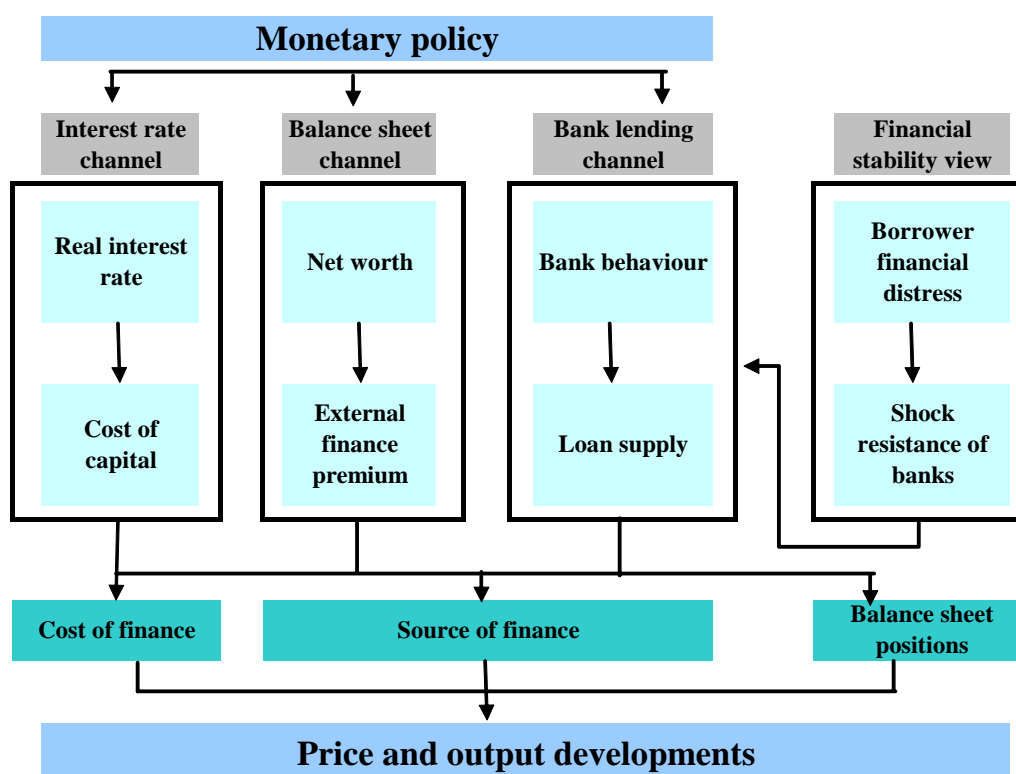 Monetary policy
Interest rate
channel
Balance sheet
channel
Bank lending
channel
Financial
stability view
Real interest
rate
Net worth
Bank behaviour
Borrower
financial
distress
Cost of
capital
External
finance
premium
Loan supply
Shock
resistance of
banks
Cost of finance
Source of finance
Balance sheet
positions
Price and output developments